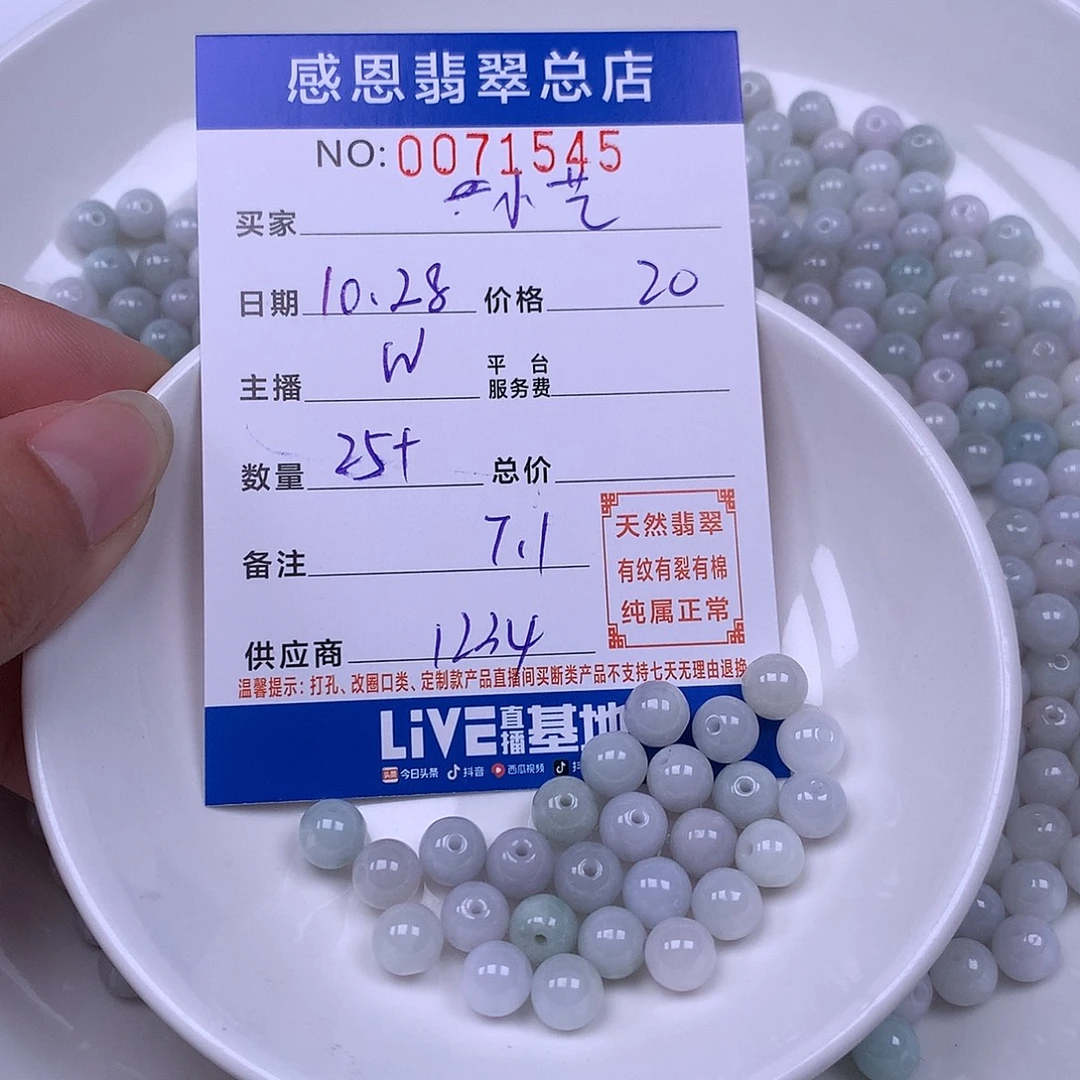 感恩翡翠总店
NO: 0071545
买家 小艺
日期 10.28 价格 20
主播 W 平台服务费
数量 25+ 总价
备注 7.1
天然翡翠
有纹有裂有棉
纯属正常
供应商 1234
温馨提示：打孔、改圈口类、定制款产品直播间买断类产品不支持七天无理由退换
LiVE直播基地
头条 今日头条 抖音 西瓜视频 抖